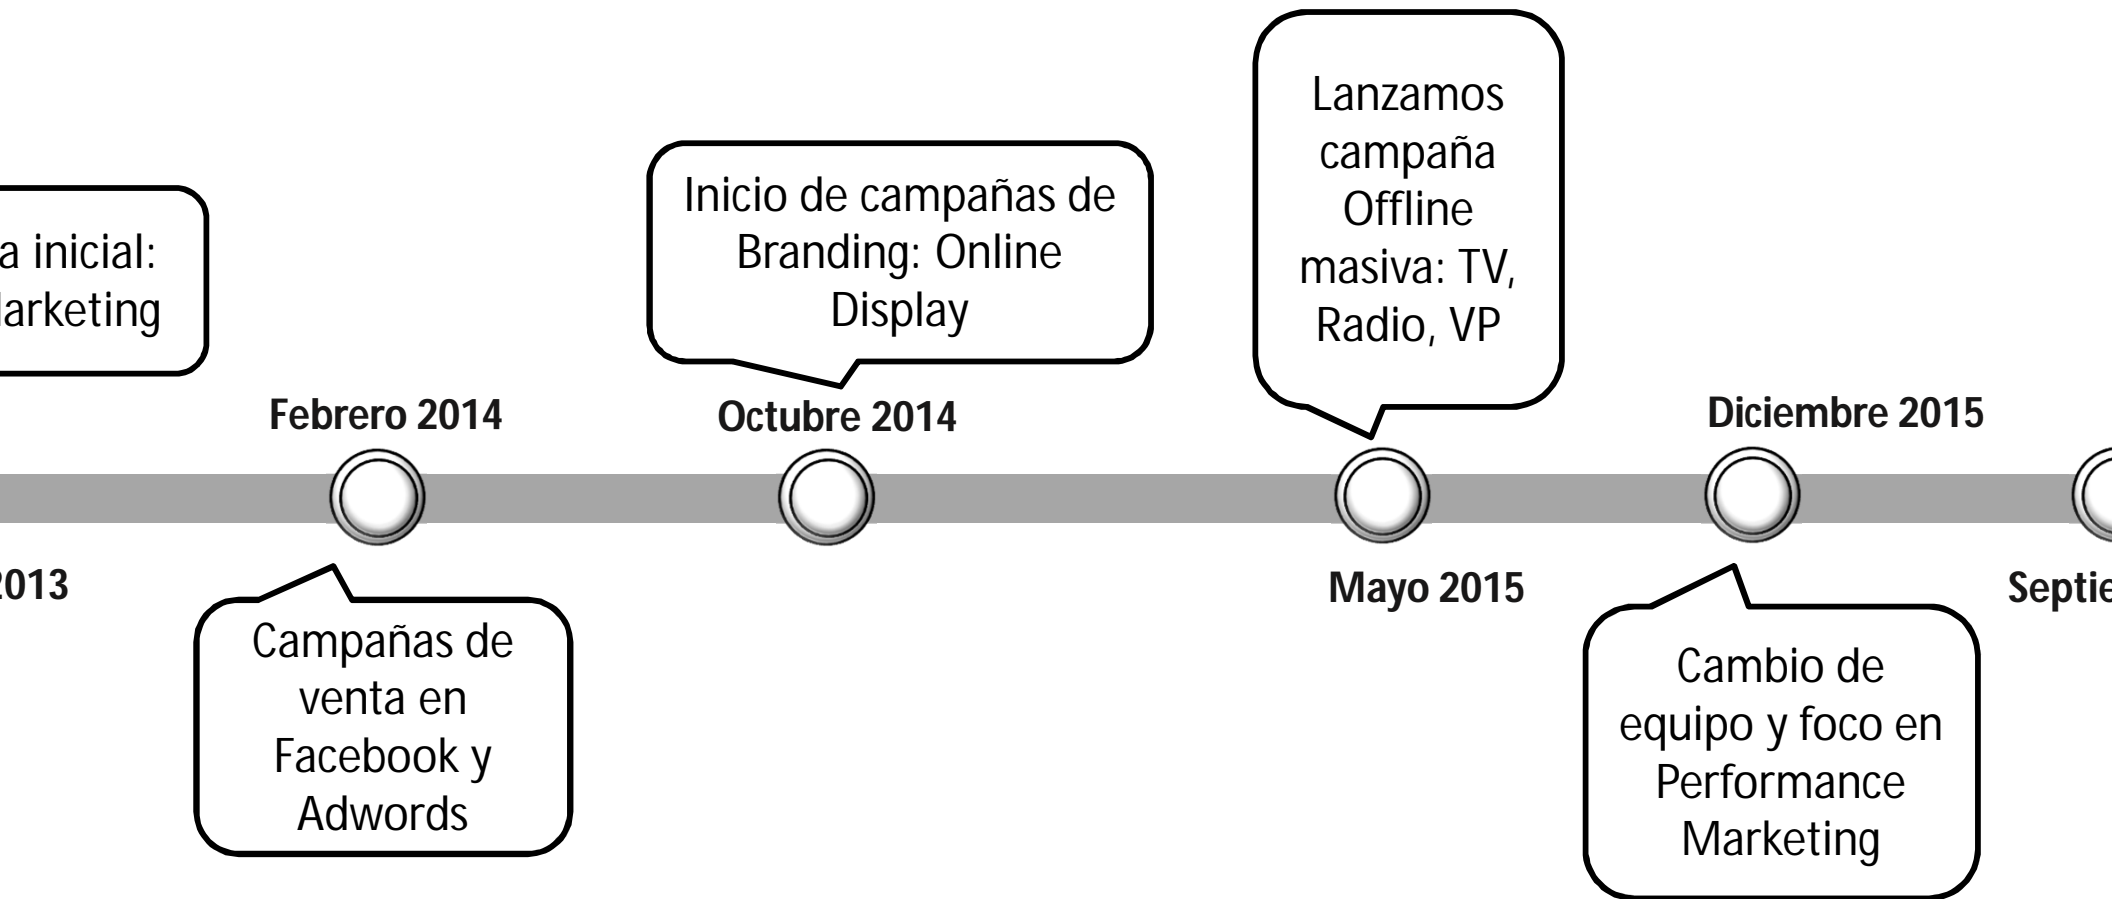 a inicial:
arketing
2013
Febrero 2014
Campañas de
venta en
Facebook y
Adwords
Inicio de campañas de
Branding: Online
Display
Octubre 2014
Lanzamos
campaña
Offline
masiva: TV,
Radio, VP
Mayo 2015
Diciembre 2015
Cambio de
equipo y foco en
Performance
Marketing
Septie